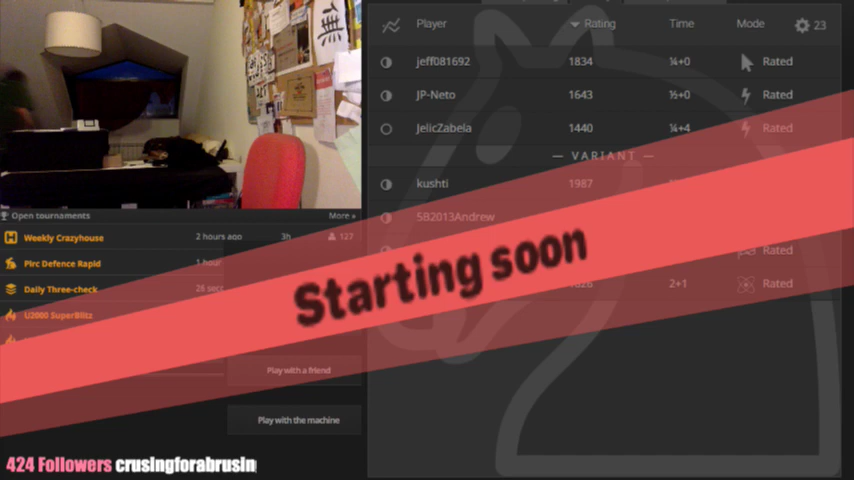 無
Player Rating Time Mode 23
jeff081692 1834 ¼+0 Rated
JP-Neto 1643 ½+0 Rated
JelicZabela 1440 ¼+4 Rated
— VARIANT —
kushti 1987
5B2013Andrew
Rated
2+1 Rated
Open tournaments More »
Weekly Crazyhouse 2 hours ago 3h 127
Pirc Defence Rapid 1 hour
Daily Three-check
U2000 SuperBlitz
Starting soon
Play with a friend
Play with the machine
424 Followers crusingforabrusin